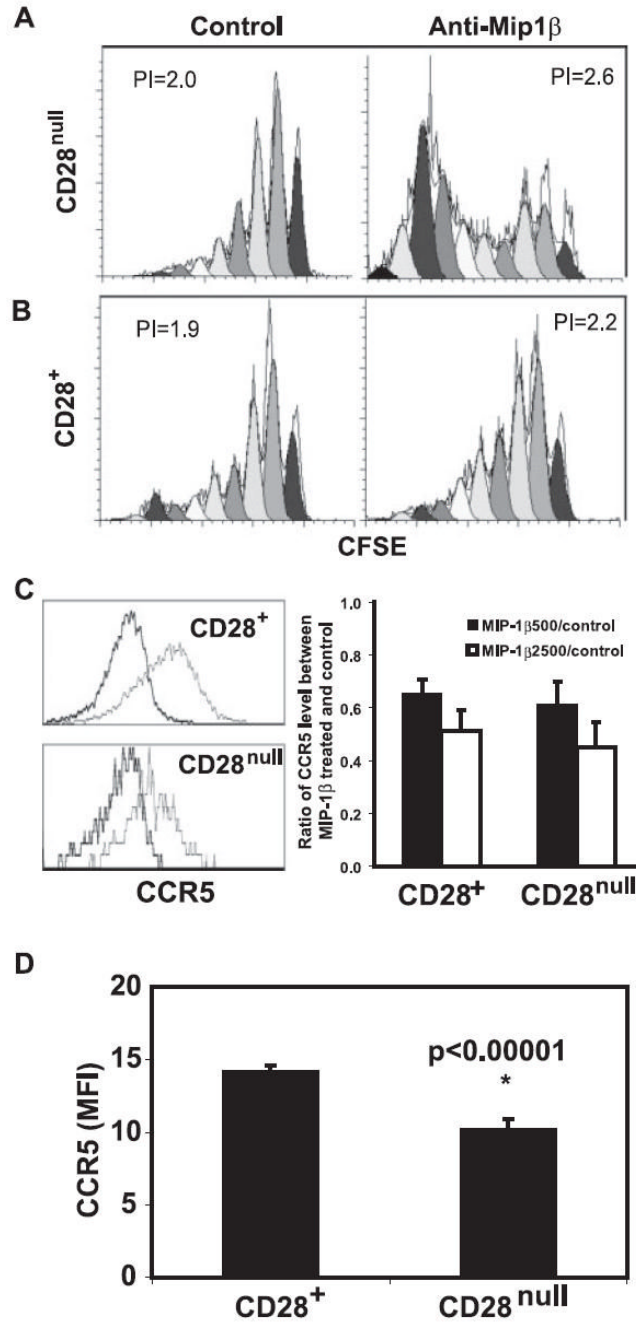 A
Control
Anti-Mip1β
CD28null
PI=2.0
PI=2.6
B
CD28+
PI=1.9
PI=2.2
CFSE
C
CD28+
CD28null
CCR5
Ratio of CCR5 level between
MIP-1β treated and control
1.0
0.8
0.6
0.4
0.2
0.0
MIP-1β500/control
MIP-1β2500/control
CD28+
CD28null
D
CCR5 (MFI)
20
15
10
5
0
p<0.00001
*
CD28+
CD28null